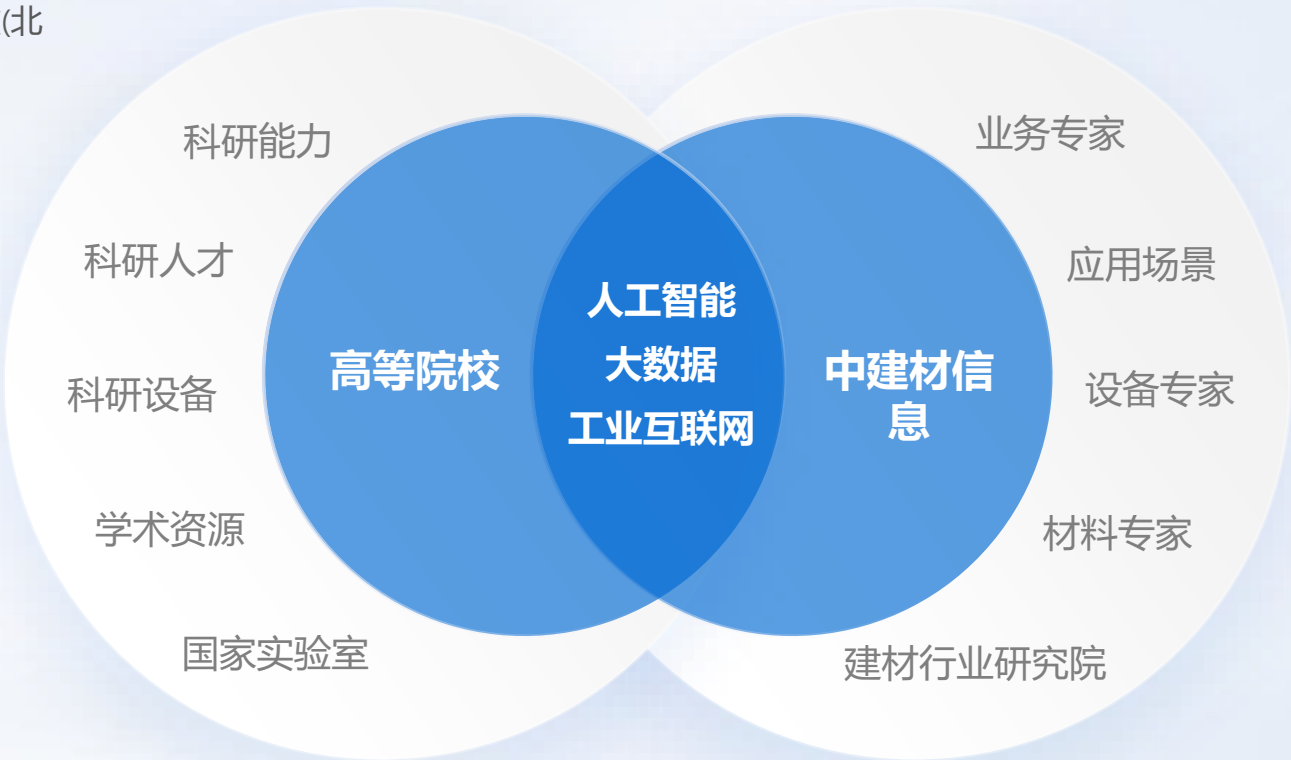 (北
科研能力
科研人才
科研设备
学术资源
国家实验室
高等院校
人工智能
大数据
工业互联网
中建材信
息
业务专家
应用场景
设备专家
材料专家
建材行业研究院